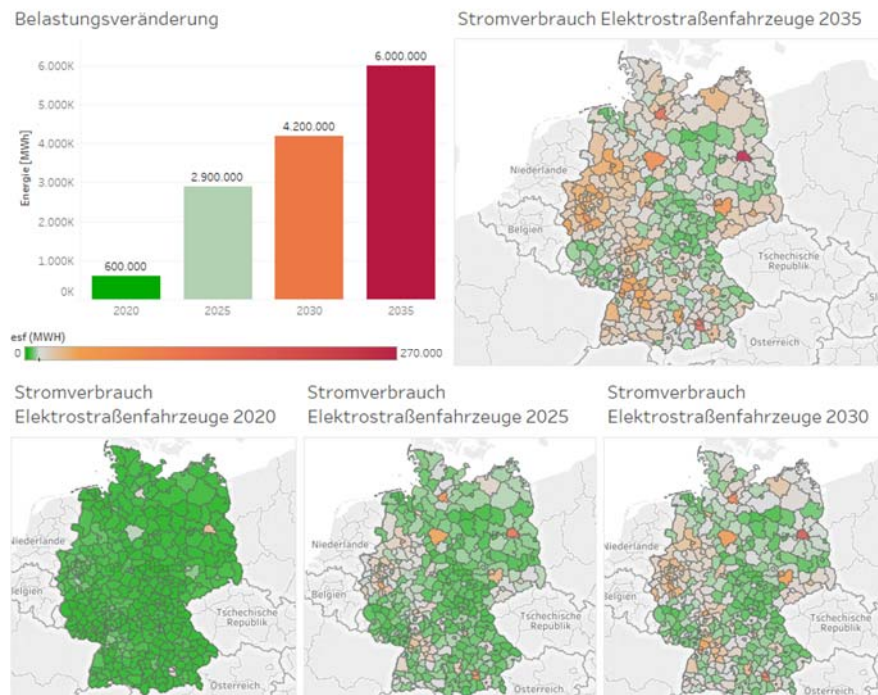 Belastungsveränderung
Energie [MWh]
6.000K
5.000K
4.000K
3.000K
2.000K
1.000K
0K
600.000
2.900.000
4.200.000
6.000.000
2020
2025
2030
2035
esf (MWH)
0
270.000
Stromverbrauch Elektrostraßenfahrzeuge 2035
Niederlande
Belgien
Tschechische
Republik
Österreich
Stromverbrauch
Elektrostraßenfahrzeuge 2020
Niederlande
Belgien
Tschechische
Republik
Österreich
Stromverbrauch
Elektrostraßenfahrzeuge 2025
Niederlande
Belgien
Tschechische
Republik
Österreich
Stromverbrauch
Elektrostraßenfahrzeuge 2030
Niederlande
Belgien
Tschechische
Republik
Österreich